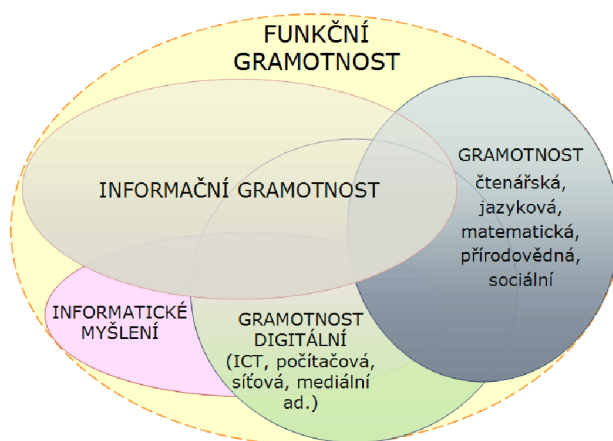 FUNKČNÍ
GRAMOTNOST
INFORMAČNÍ GRAMOTNOST
GRAMOTNOST
čtenářská,
jazyková,
matematická,
přírodovědná,
sociální
INFORMATICKÉ
MYŠLENÍ
GRAMOTNOST
DIGITÁLNÍ
(ICT, počítačová,
síťová, mediální
ad.)